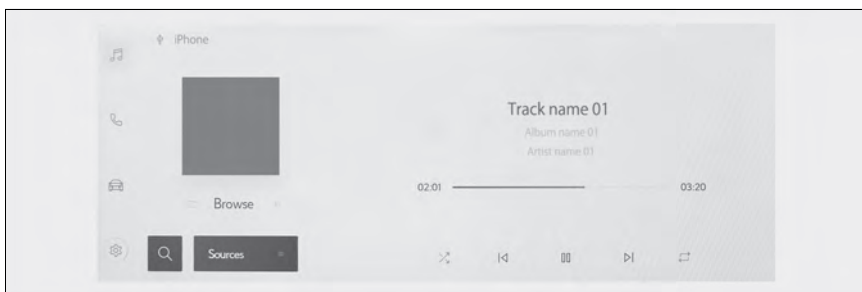 iPhone
Track name 01
Album name 01
Artist name 01
02:01
03:20
Browse
Sources